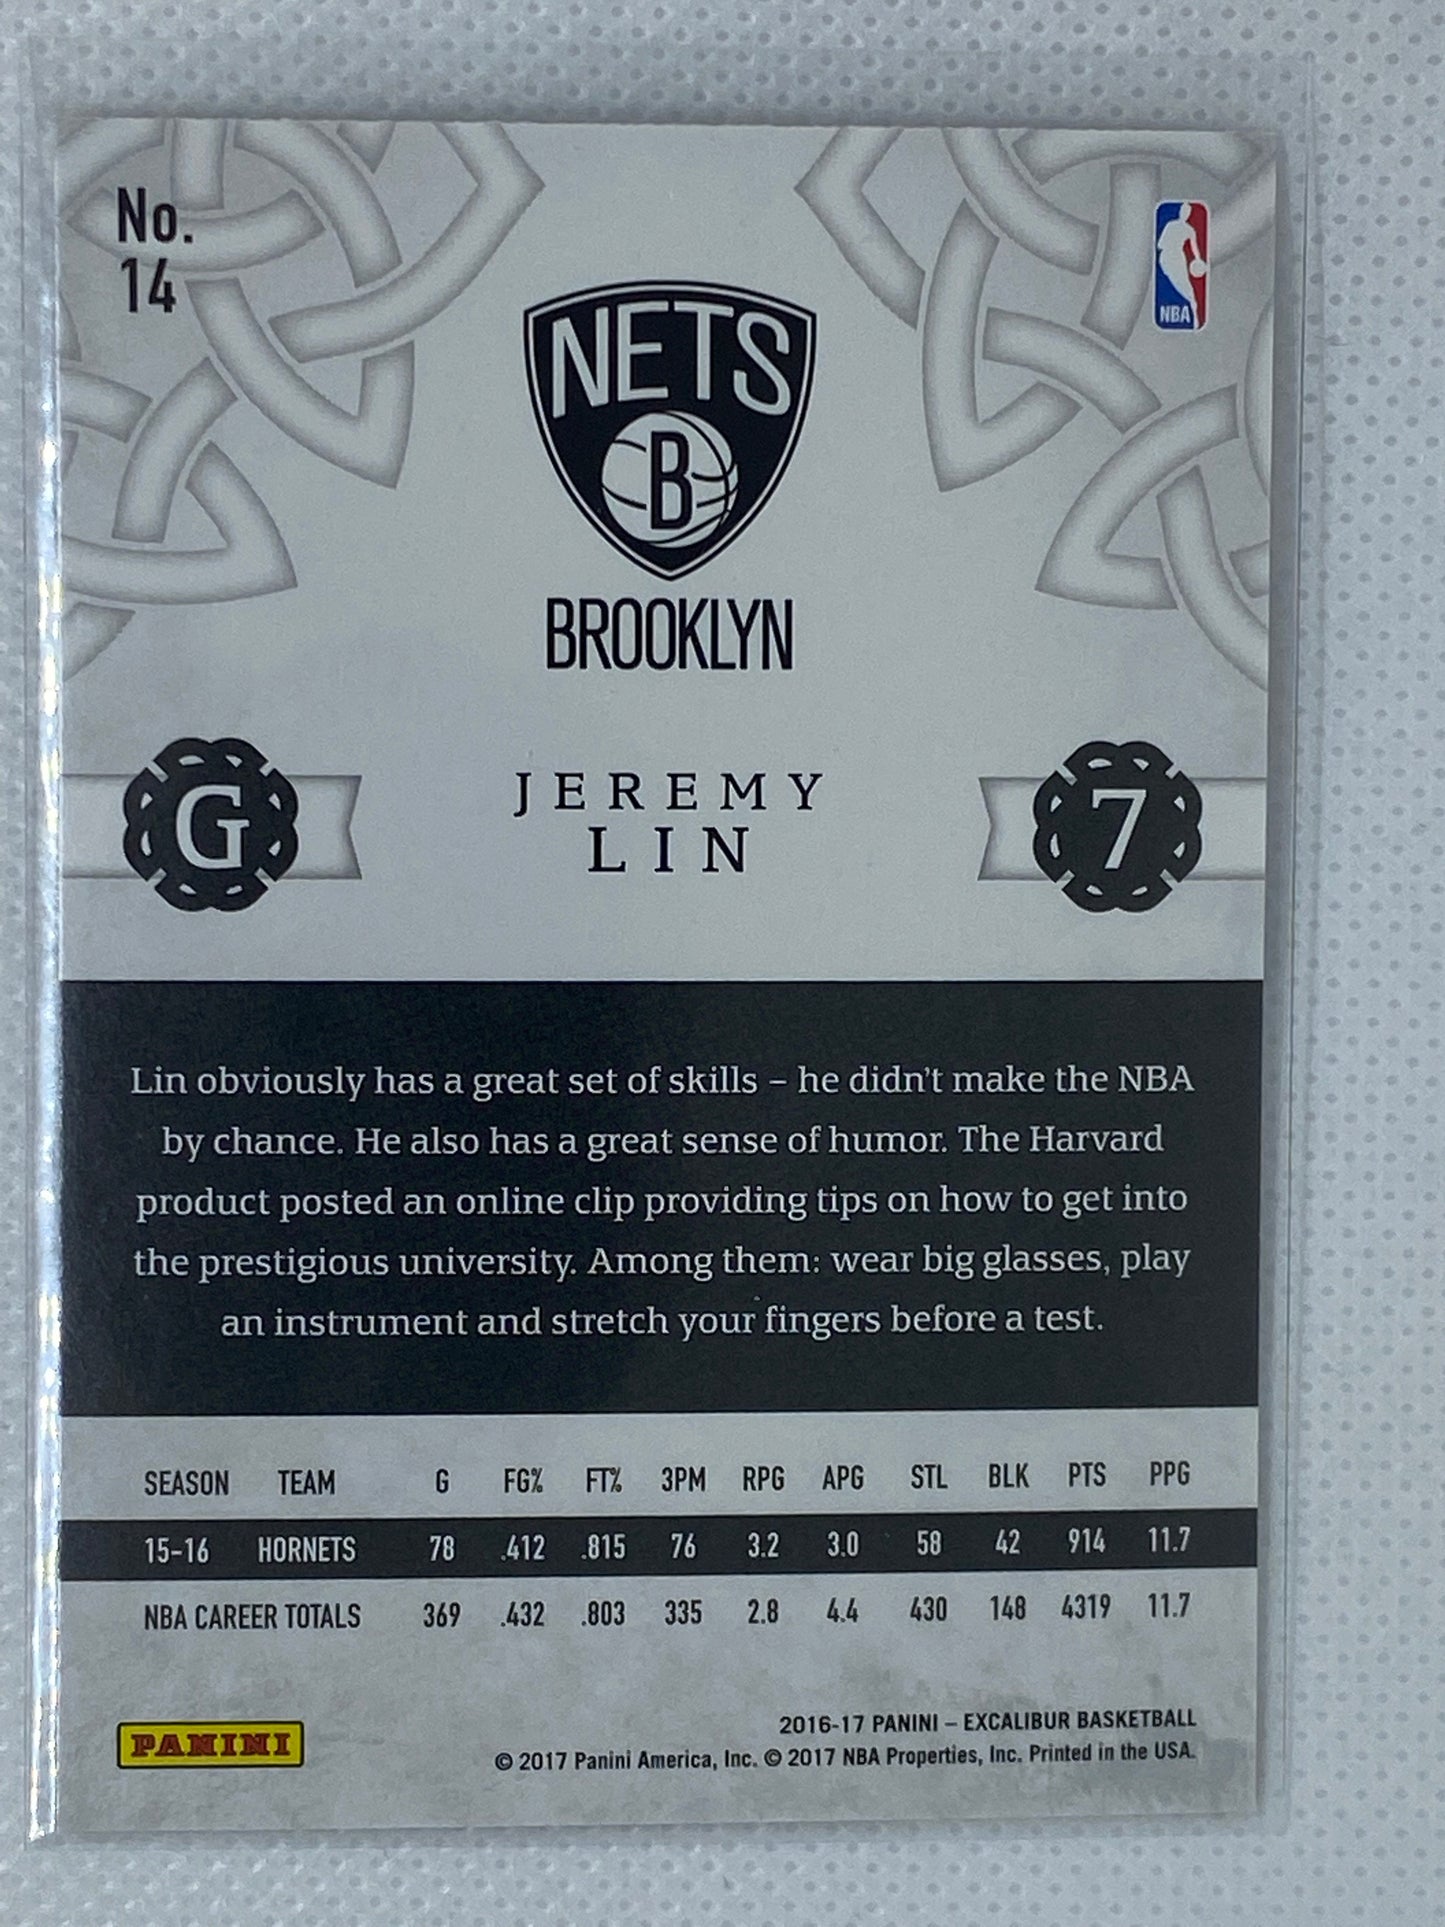 No.
14
NBA
NETS
B
BROOKLYN
G
JEREMY
LIN
7
Lin obviously has a great set of skills – he didn't make the NBA
by chance. He also has a great sense of humor. The Harvard
product posted an online clip providing tips on how to get into
the prestigious university. Among them: wear big glasses, play
an instrument and stretch your fingers before a test.
SEASON TEAM G FG% FT% 3PM RPG APG STL BLK PTS PPG
15-16 HORNETS 78 .412 .815 76 3.2 3.0 58 42 914 11.7
NBA CAREER TOTALS 369 .432 .803 335 2.8 4.4 430 148 4319 11.7
PANINI
2016-17 PANINI – EXCALIBUR BASKETBALL
© 2017 Panini America, Inc. © 2017 NBA Properties, Inc. Printed in the USA.